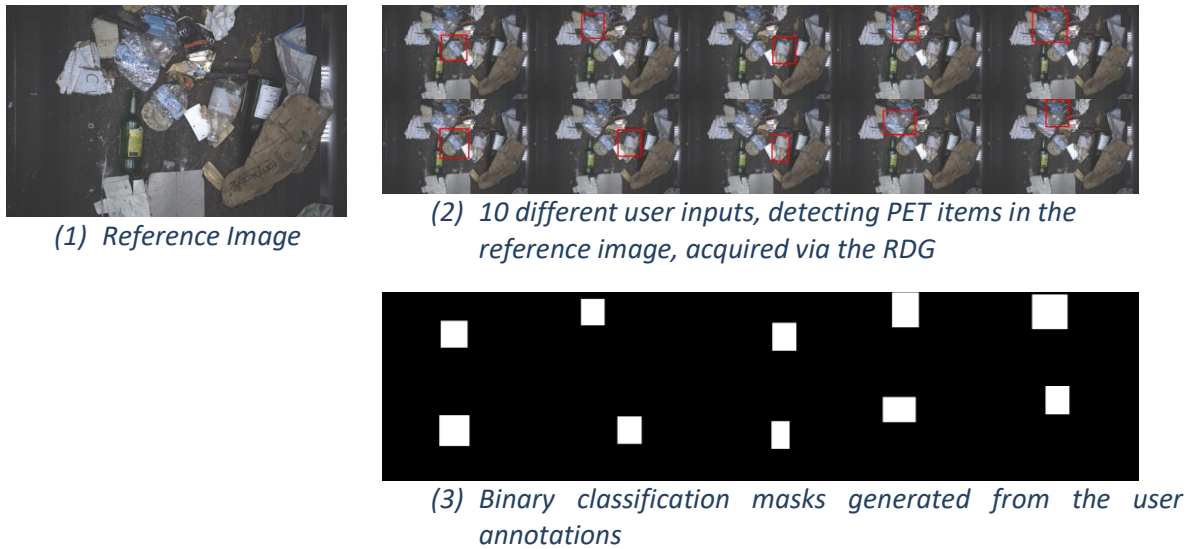 (1) Reference Image
(2) 10 different user inputs, detecting PET items in the
reference image, acquired via the RDG
(3) Binary classification masks generated from the user
annotations